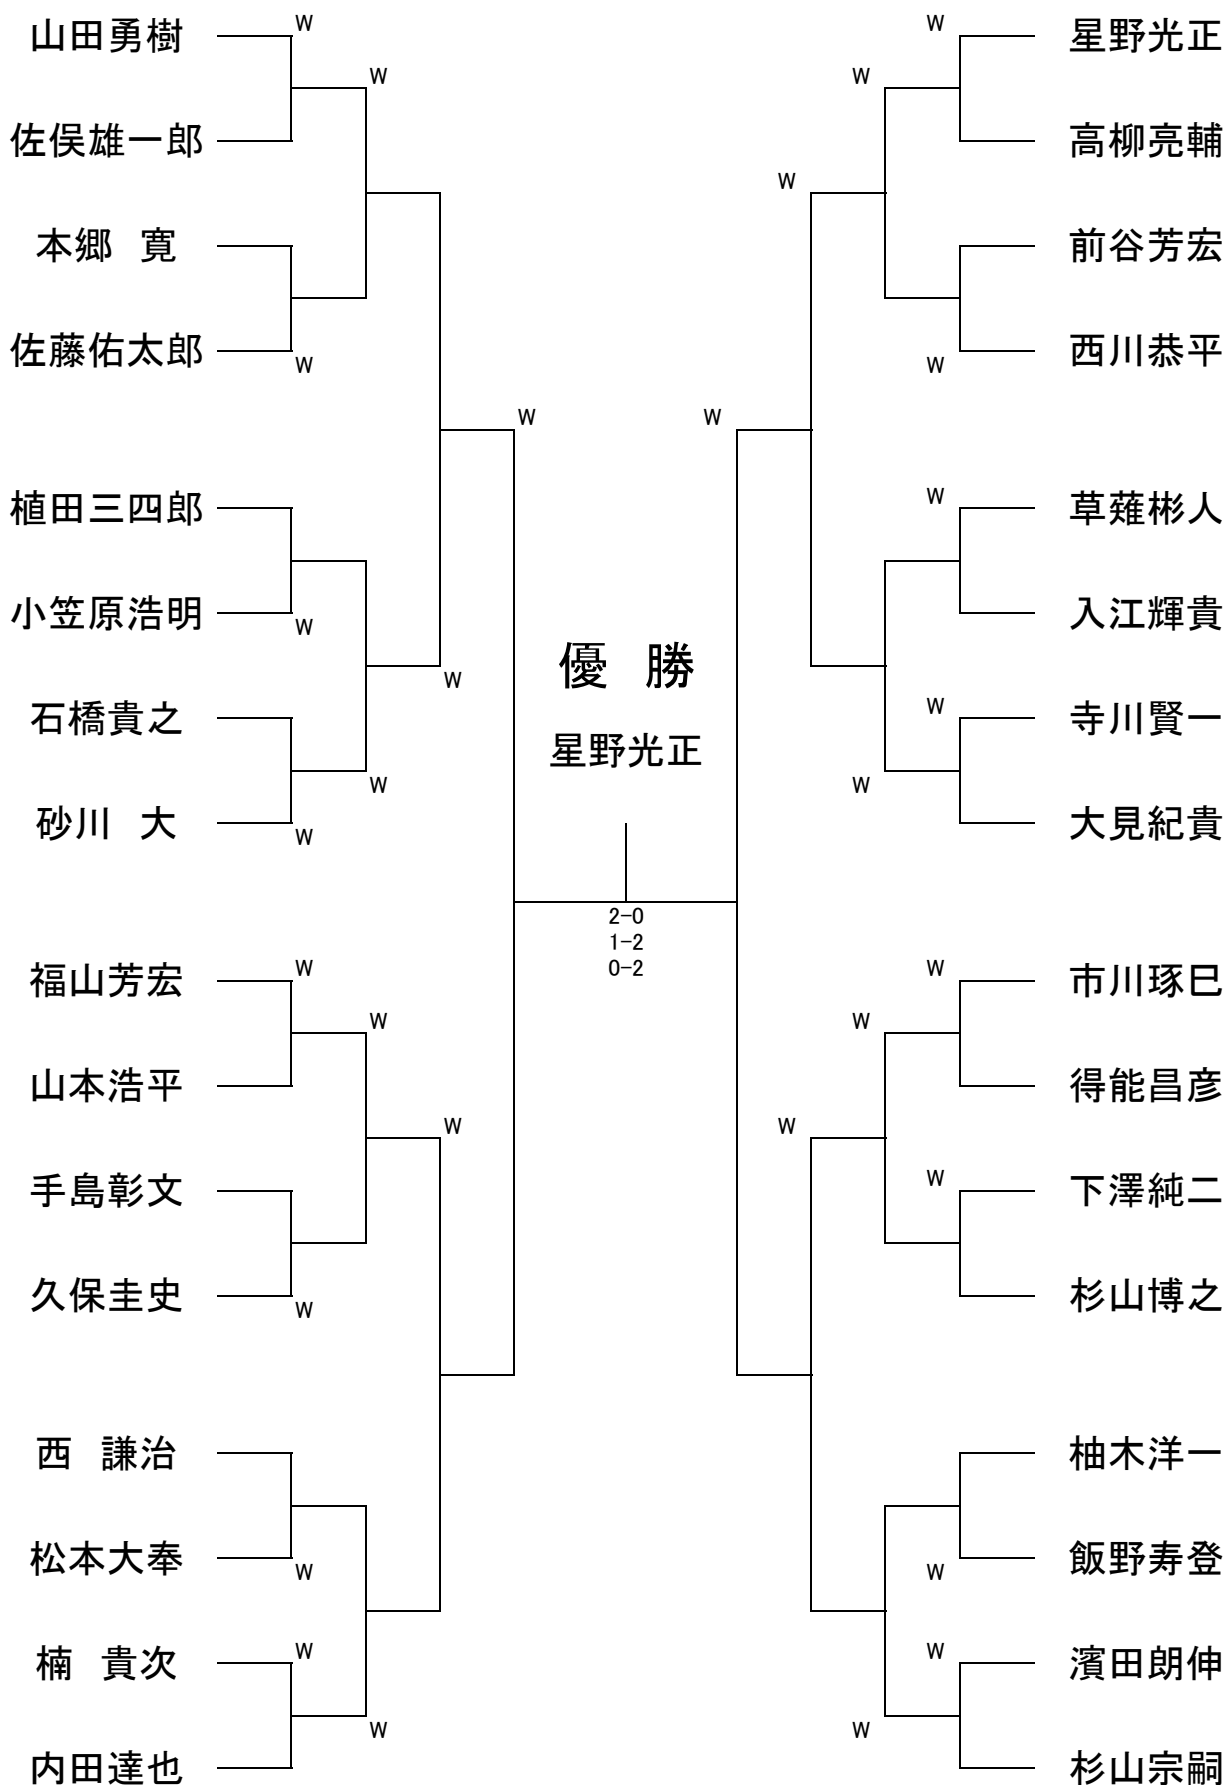 山田勇樹
W
W
佐俣雄一郎
本郷　寛
佐藤佑太郎
W
W
植田三四郎
小笠原浩明
W
W
石橋貴之
W
砂川　大
W
福山芳宏
W
W
山本浩平
W
手島彰文
久保圭史
W
西　謙治
松本大奉
W
楠　貴次
W
W
内田達也
優　勝
星野光正
2-0
1-2
0-2
W
星野光正
W
高柳亮輔
W
前谷芳宏
西川恭平
W
W
W
草薙彬人
入江輝貴
W
寺川賢一
W
大見紀貴
W
市川琢巳
W
得能昌彦
W
W
下澤純二
杉山博之
柚木洋一
飯野寿登
W
W
濱田朗伸
W
杉山宗嗣